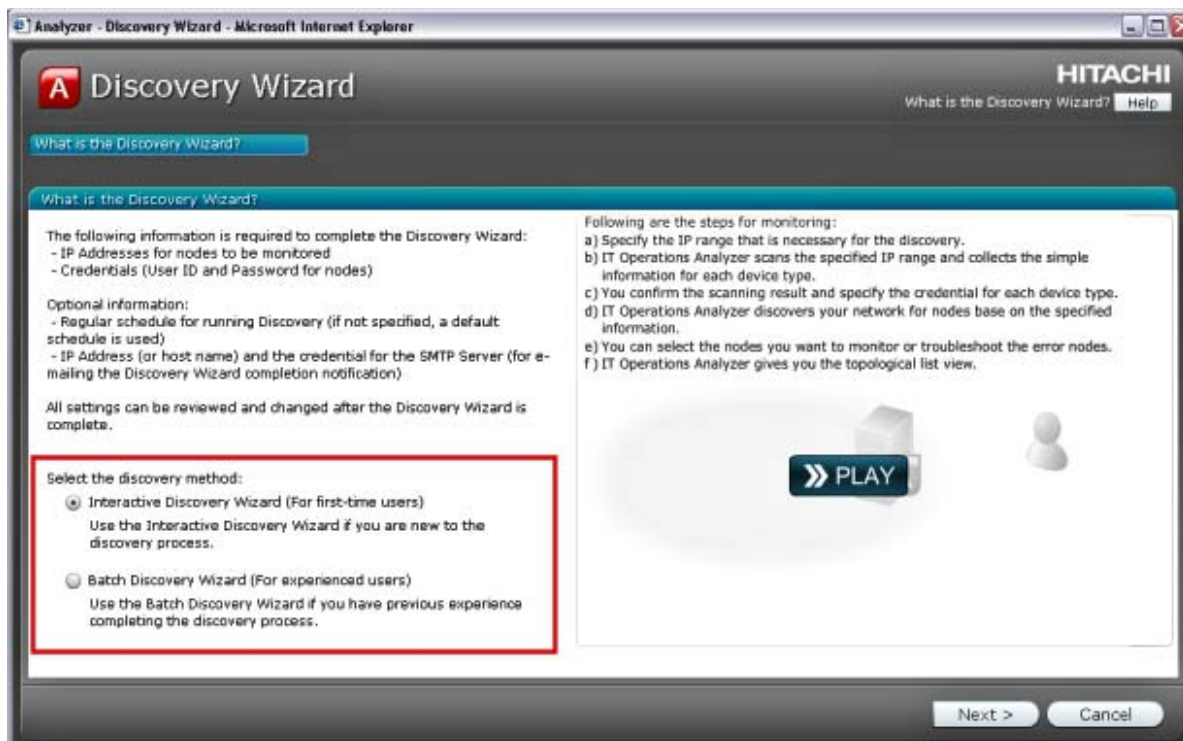 Analyzer - Discovery Wizard - Microsoft Internet Explorer
A Discovery Wizard
HITACHI
What is the Discovery Wizard? Help
What is the Discovery Wizard?
What is the Discovery Wizard?
The following information is required to complete the Discovery Wizard:
- IP Addresses for nodes to be monitored
- Credentials (User ID and Password for nodes)
Optional information:
- Regular schedule for running Discovery (if not specified, a default
schedule is used)
- IP Address (or host name) and the credential for the SMTP Server (for e-
mailing the Discovery Wizard completion notification)
All settings can be reviewed and changed after the Discovery Wizard is
complete.
Select the discovery method:
Interactive Discovery Wizard (For first-time users)
Use the Interactive Discovery Wizard if you are new to the
discovery process.
Batch Discovery Wizard (For experienced users)
Use the Batch Discovery Wizard if you have previous experience
completing the discovery process.
Following are the steps for monitoring:
a) Specify the IP range that is necessary for the discovery.
b) IT Operations Analyzer scans the specified IP range and collects the simple
information for each device type.
c) You confirm the scanning result and specify the credential for each device type.
d) IT Operations Analyzer discovers your network for nodes base on the specified
information.
e) You can select the nodes you want to monitor or troubleshoot the error nodes.
f) IT Operations Analyzer gives you the topological list view.
PLAY
Next > Cancel